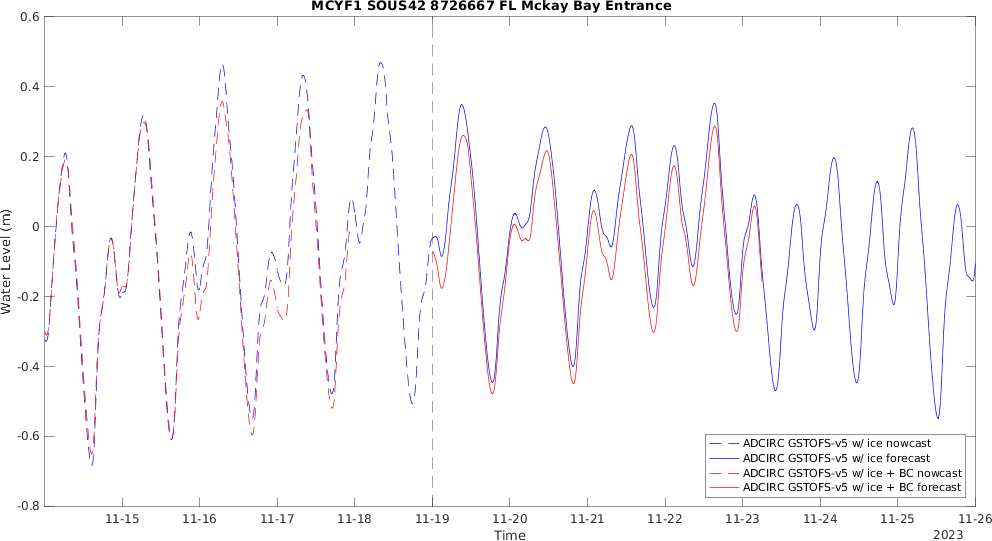 MCYF1 SOUS42 8726667 FL Mckay Bay Entrance
0.6
0.4
0.2
0
-0.2
-0.4
-0.6
-0.8
Water Level (m)
ADCIRC GSTOFS-v5 w/ ice nowcast
ADCIRC GSTOFS-v5 w/ ice forecast
ADCIRC GSTOFS-v5 w/ ice + BC nowcast
ADCIRC GSTOFS-v5 w/ ice + BC forecast
11-15 11-16 11-17 11-18 11-19 11-20 11-21 11-22 11-23 11-24 11-25 11-26
Time
2023